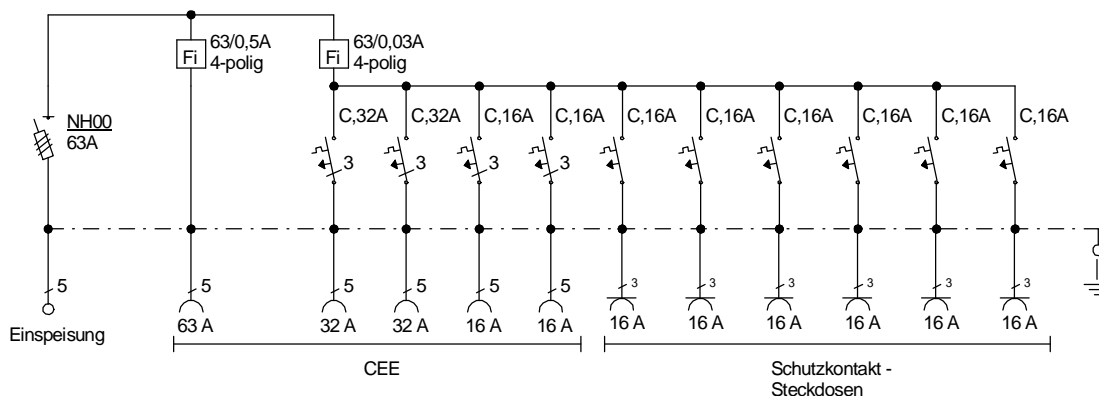 Fi 63/0,5A
4-polig
Fi 63/0,03A
4-polig
NH00
63A
C,32A C,32A C,16A C,16A C,16A C,16A C,16A C,16A C,16A C,16A
3 3 3 3
5 5 5 5 5 5 3 3 3 3 3 3
63 A 32 A 32 A 16 A 16 A 16 A 16 A 16 A 16 A 16 A 16 A
Einspeisung
CEE
Schutzkontakt -
Steckdosen